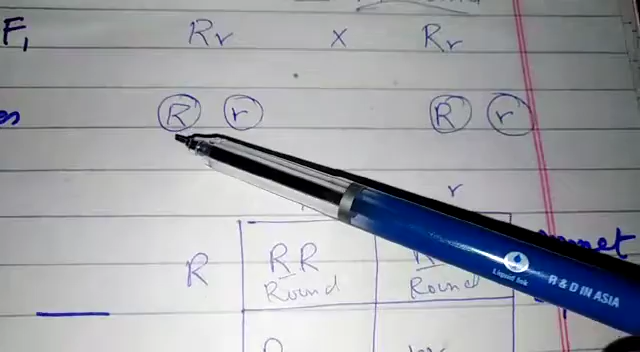 F₁ Rr x Rr
R r R r
r
R RR R
Round Round
Liquid Ink R & D IN ASIA